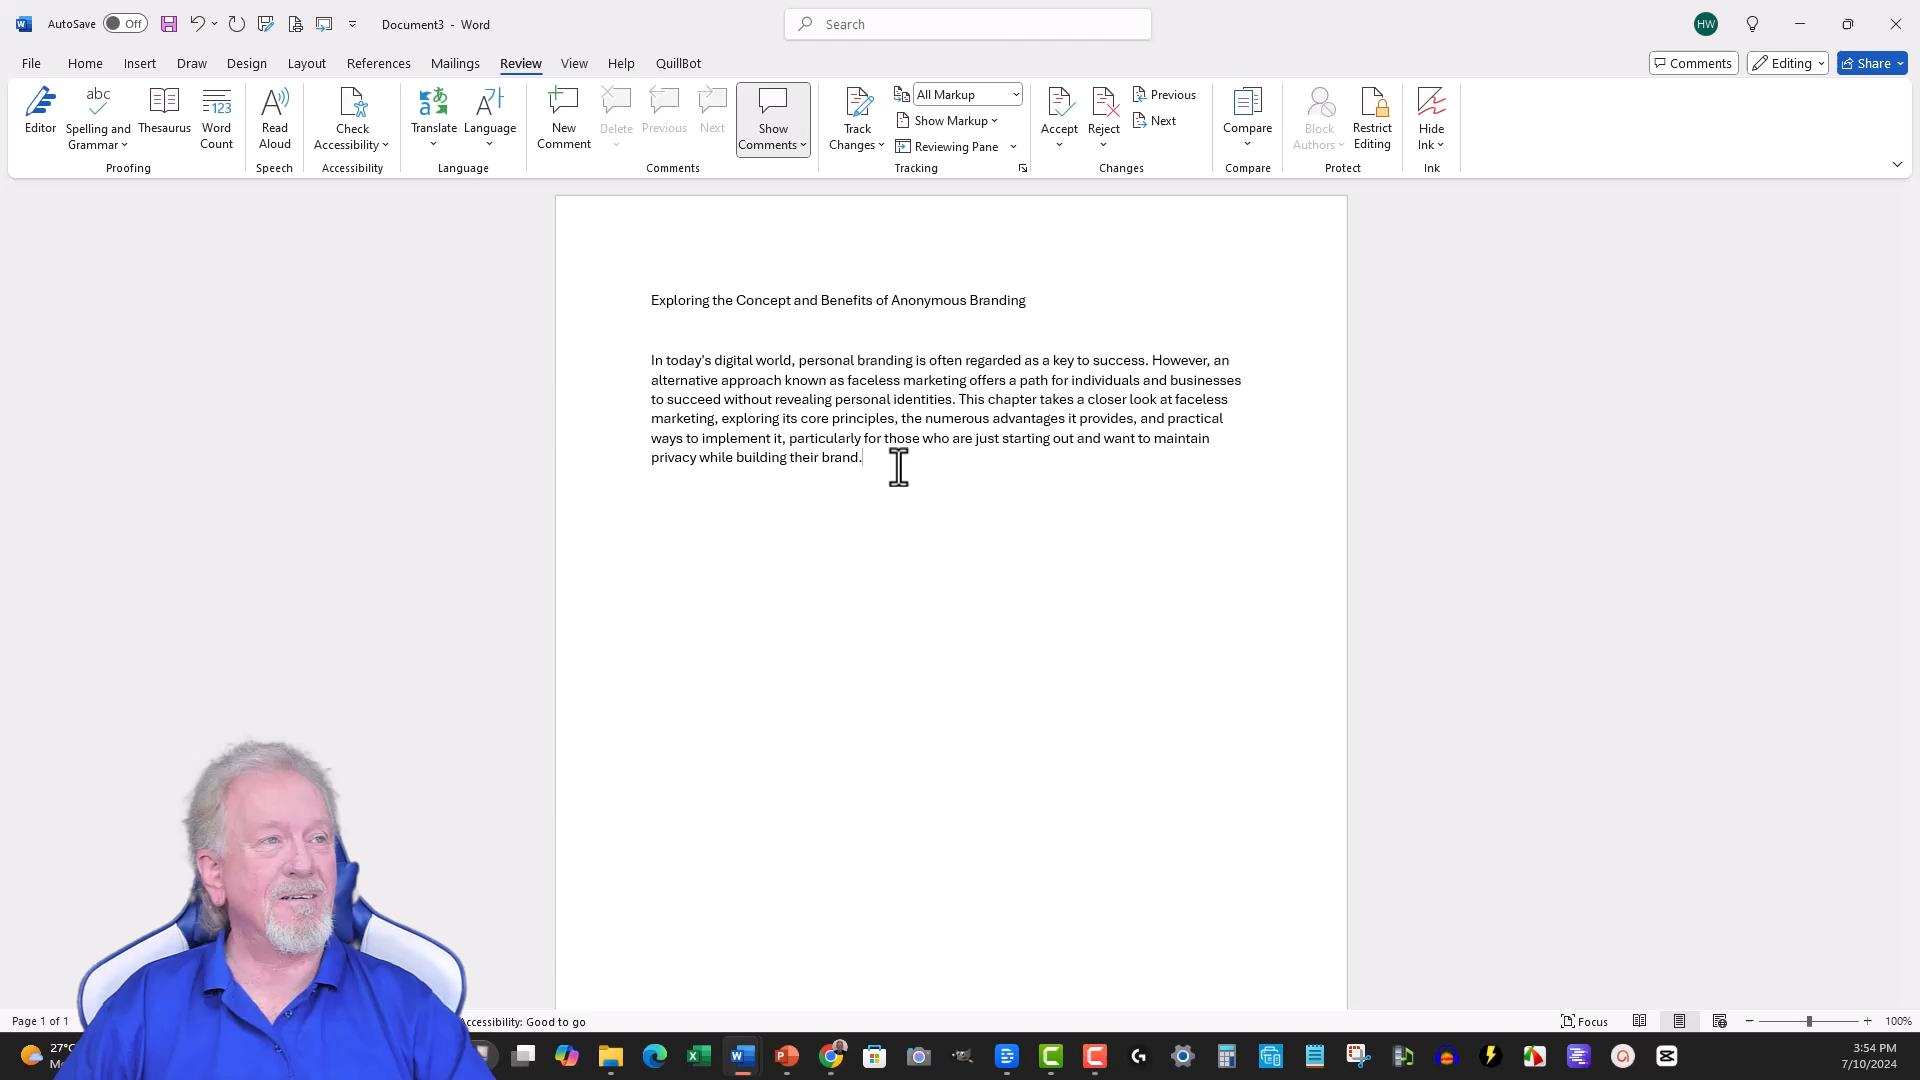 AutoSave Off Document3 - Word Search HW
File Home Insert Draw Design Layout References Mailings Review View Help QuillBot Comments Editing Share
Editor
abc
Spelling and
Grammar
Thesaurus
123
Word
Count
Proofing
Read
Aloud
Speech
Check
Accessibility
Accessibility
Translate
Language
Language
New
Comment
Delete
Previous
Next
Show
Comments
Comments
Track
Changes
All Markup
Show Markup
Reviewing Pane
Tracking
Accept
Reject
Previous
Next
Changes
Compare
Compare
Block
Authors
Restrict
Editing
Protect
Hide
Ink
Ink
Exploring the Concept and Benefits of Anonymous Branding
In today's digital world, personal branding is often regarded as a key to success. However, an
alternative approach known as faceless marketing offers a path for individuals and businesses
to succeed without revealing personal identities. This chapter takes a closer look at faceless
marketing, exploring its core principles, the numerous advantages it provides, and practical
ways to implement it, particularly for those who are just starting out and want to maintain
privacy while building their brand.
Page 1 of 1 Accessibility: Good to go Focus 100%
27°C
3:54 PM
7/10/2024